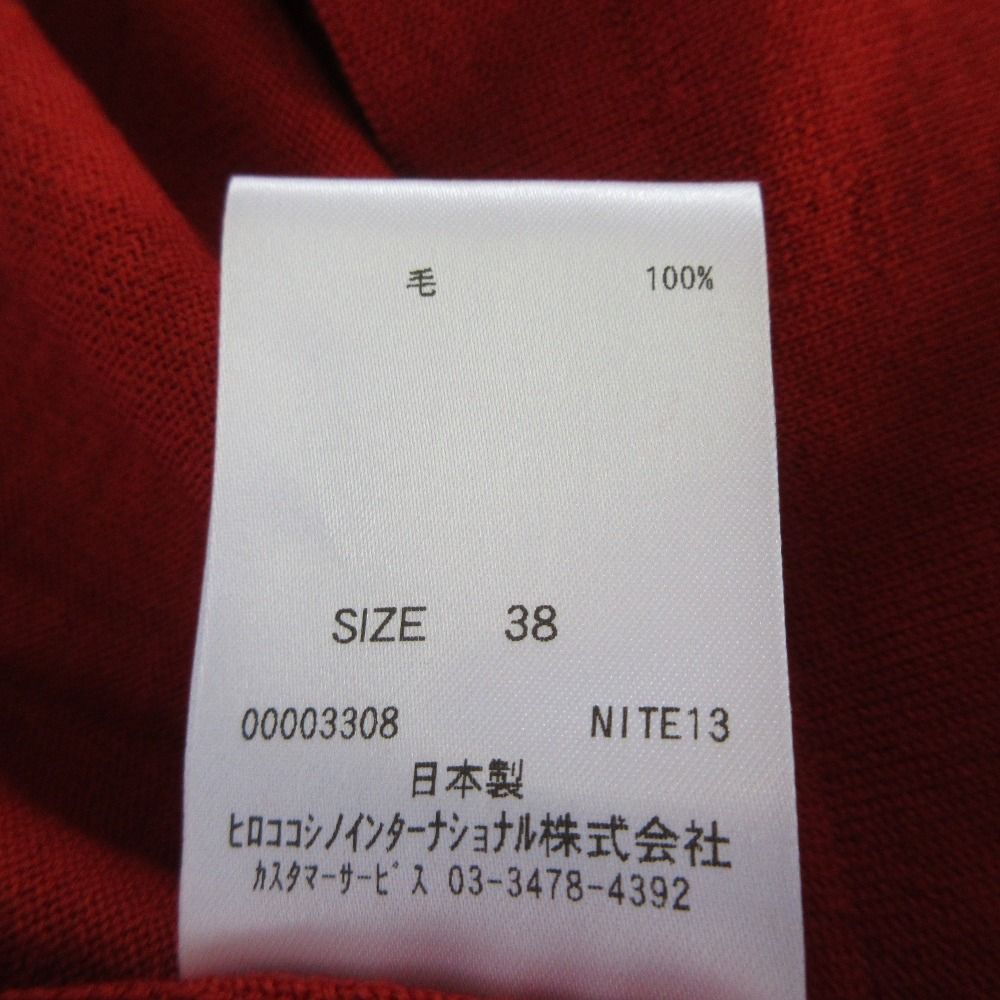 毛 100%
SIZE 38
00003308 NITE13
日本製
ﾋﾛｺｺｼﾉｲﾝﾀｰﾅｼｮﾅﾙ株式会社
ｶｽﾀﾏｰｻｰﾋﾞｽ 03-3478-4392